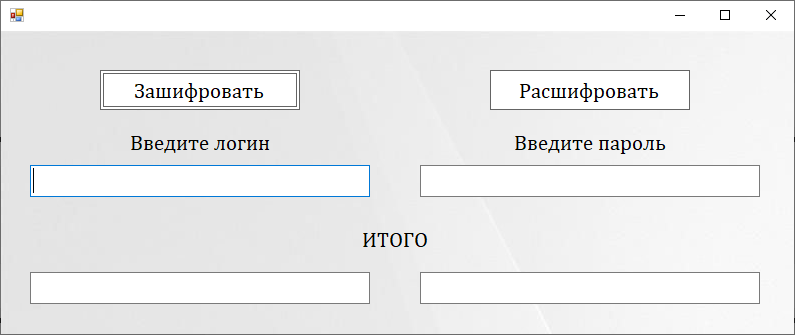 Зашифровать
Расшифровать
Введите логин
Введите пароль
ИТОГО